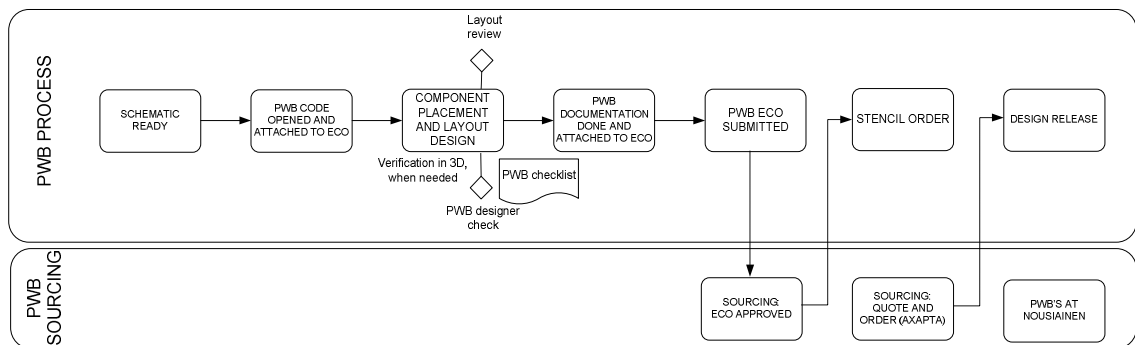 PWB PROCESS
Layout
review
SCHEMATIC
READY
PWB CODE
OPENED AND
ATTACHED TO ECO
COMPONENT
PLACEMENT
AND LAYOUT
DESIGN
PWB
DOCUMENTATION
DONE AND
ATTACHED TO ECO
PWB ECO
SUBMITTED
STENCIL ORDER
DESIGN RELEASE
Verification in 3D,
when needed
PWB checklist
PWB designer
check
PWB
SOURCING
SOURCING:
ECO APPROVED
SOURCING:
QUOTE AND
ORDER (AXAPTA)
PWB'S AT
NOUSIAINEN